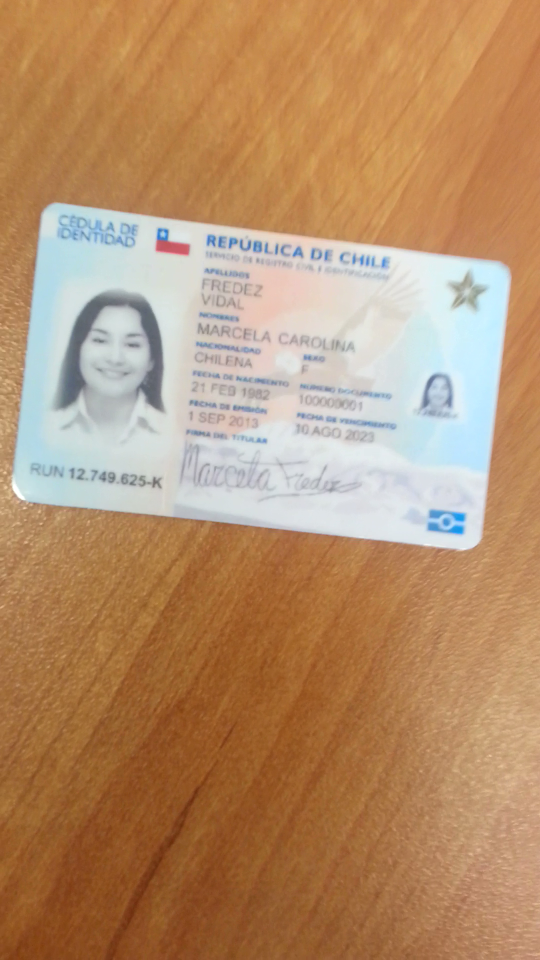 CÉDULA DE
IDENTIDAD
REPÚBLICA DE CHILE
SERVICIO DE REGISTRO CIVIL E IDENTIFICACIÓN
APELLIDOS
FREDEZ
VIDAL
NOMBRES
MARCELA CAROLINA
NACIONALIDAD SEXO
CHILENA F
FECHA DE NACIMIENTO NÚMERO DOCUMENTO
21 FEB 1982 100009001
FECHA DE EMISIÓN FECHA DE VENCIMIENTO
1 SEP 2013 10 AGO 2023
FIRMA DEL TITULAR
Marcela Fredez
RUN 12.749.625-K